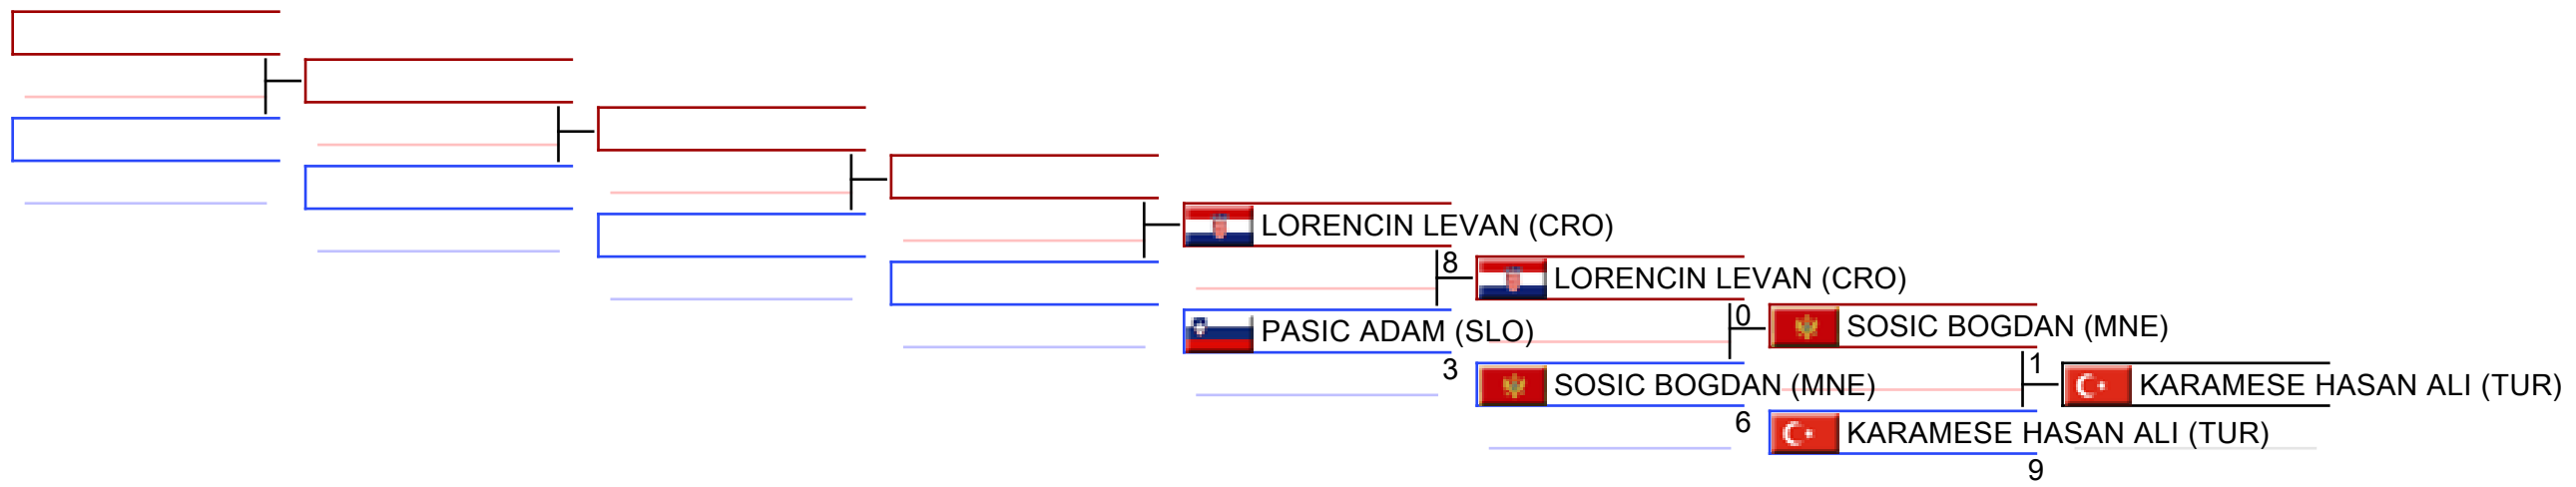 LORENCIN LEVAN (CRO)
8
LORENCIN LEVAN (CRO)
PASIC ADAM (SLO)
3
0
SOSIC BOGDAN (MNE)
SOSIC BOGDAN (MNE)
6
1
KARAMESE HASAN ALI (TUR)
KARAMESE HASAN ALI (TUR)
9